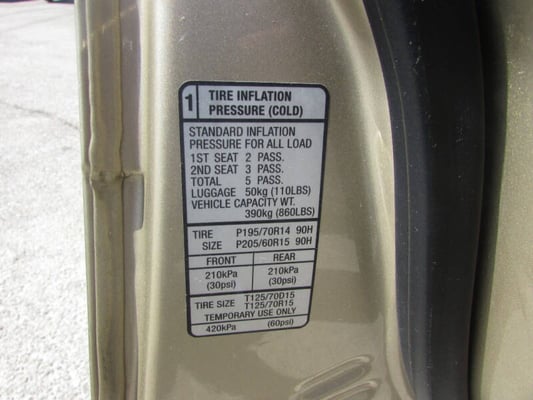 1 TIRE INFLATION
PRESSURE (COLD)
STANDARD INFLATION
PRESSURE FOR ALL LOAD
1ST SEAT 2 PASS.
2ND SEAT 3 PASS.
TOTAL 5 PASS.
LUGGAGE 50kg (110LBS)
VEHICLE CAPACITY WT.
390kg (860LBS)
TIRE P195/70R14 90H
SIZE P205/60R15 90H
FRONT REAR
210kPa 210kPa
(30psi) (30psi)
TIRE SIZE T125/70D15
T125/70R15
TEMPORARY USE ONLY
420kPa (60psi)